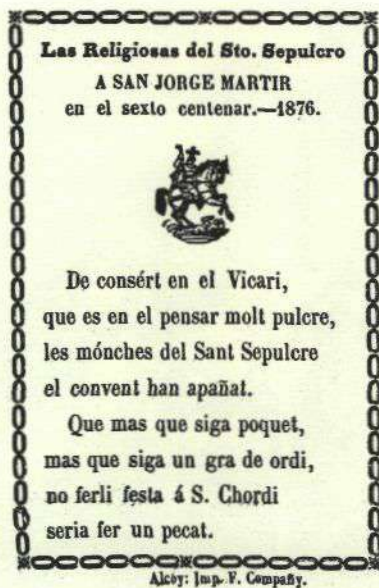 Las Religiosas del Sto. Sepulcro
A SAN JORGE MARTIR
en el sexto centenar.—1876.
De consért en el Vicari,
que es en el pensar molt pulcre,
les mónches del Sant Sepulcre
el convent han apañat.
Que mas que siga poquet,
mas que siga un gra de ordi,
no ferli festa á S. Chordi
seria fer un pecat.
Alcoy: Imp. F. Compañy.